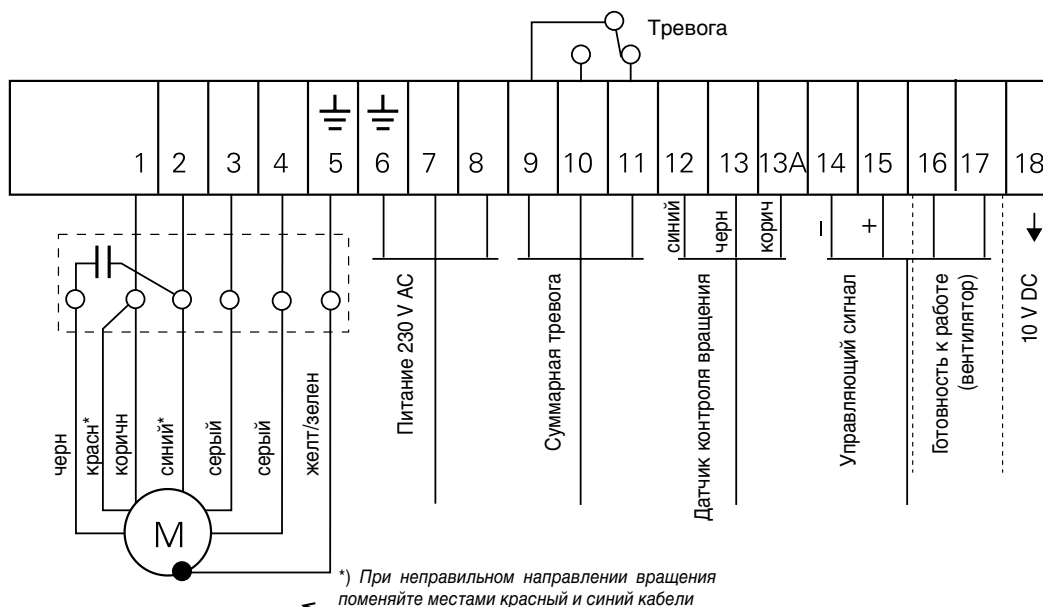 Тревога
1 2 3 4 5 6 7 8 9 10 11 12 13 13A 14 15 16 17 18
синий
черн
корич
–
+
Питание 230 V AC
Суммарная тревога
Датчик контроля вращения
Управляющий сигнал
Готовность к работе
(вентилятор)
10 V DC
черн
красн*
коричн
синий*
серый
серый
желт/зелен
M
*) При неправильном направлении вращения
поменяйте местами красный и синий кабели